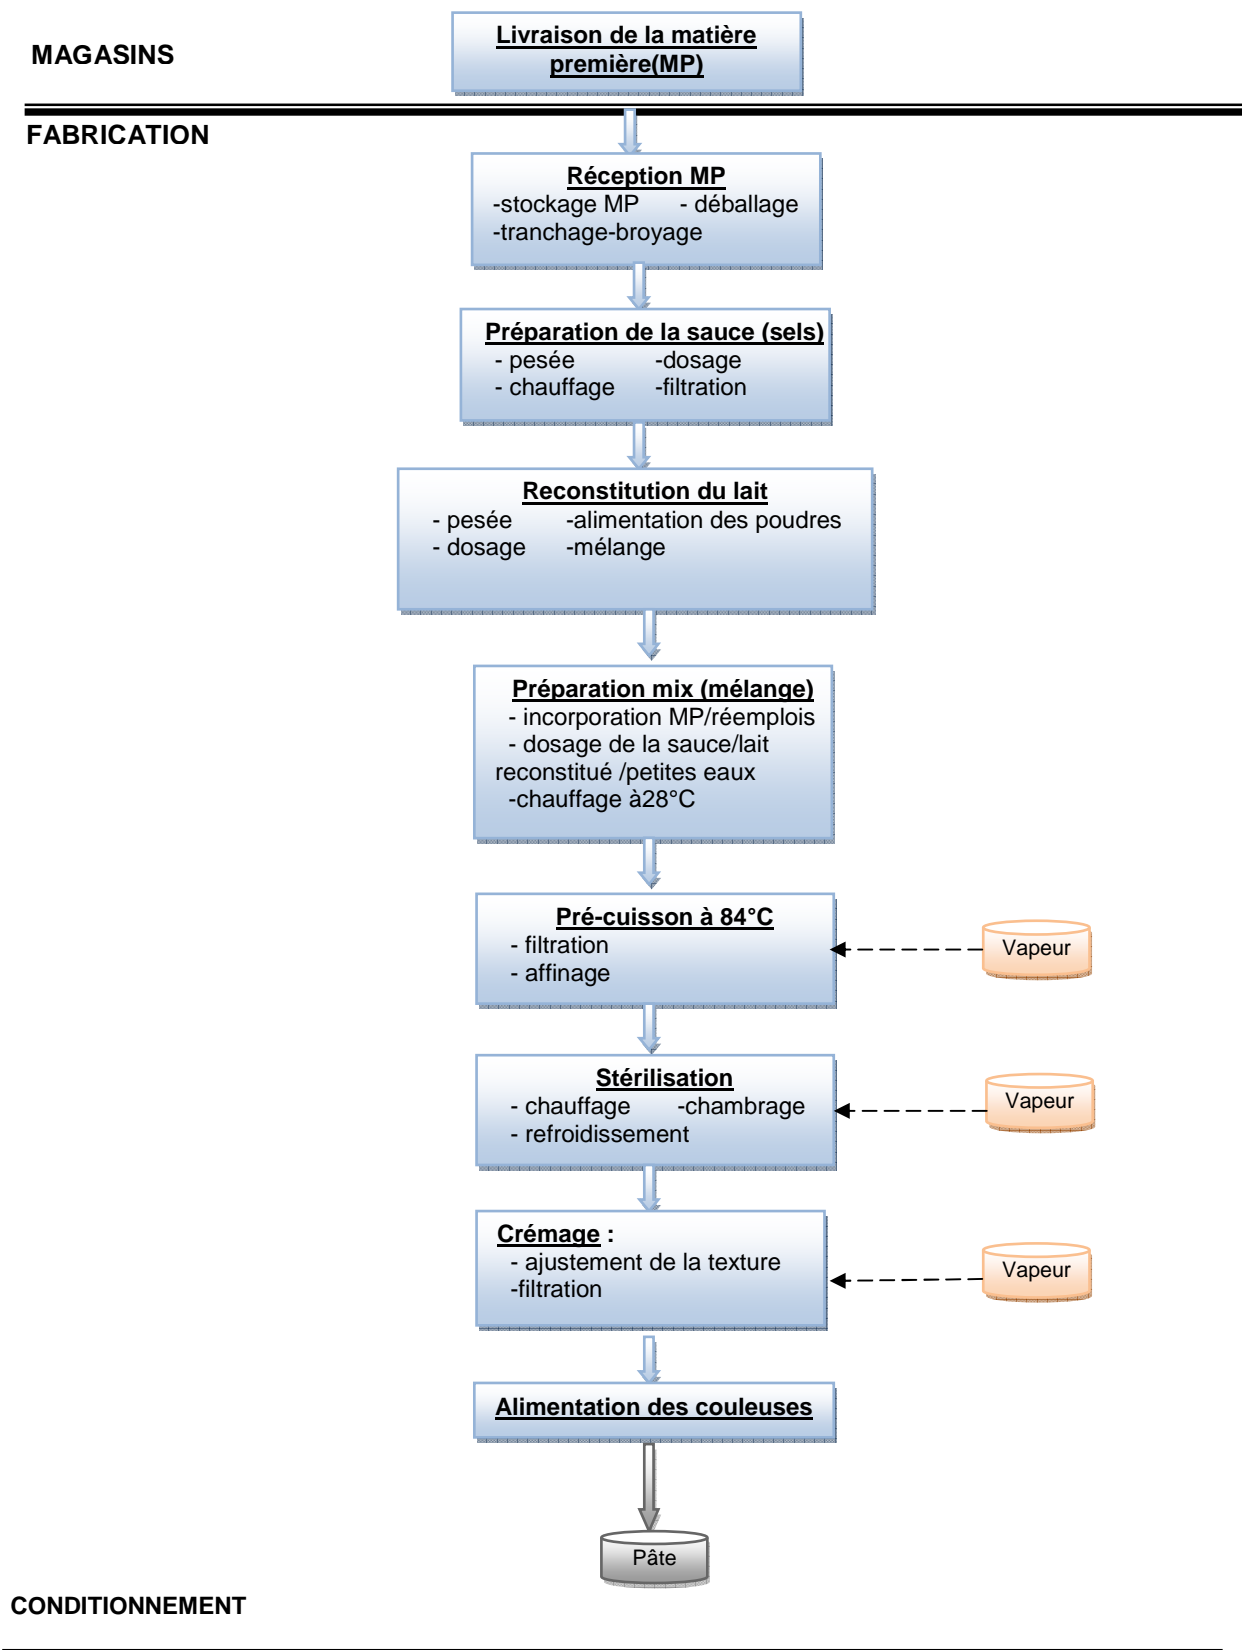 MAGASINS
Livraison de la matière
première(MP)
FABRICATION
Réception MP
-stockage MP - déballage
-tranchage-broyage
Préparation de la sauce (sels)
- pesée -dosage
- chauffage -filtration
Reconstitution du lait
- pesée -alimentation des poudres
- dosage -mélange
Préparation mix (mélange)
- incorporation MP/réemplois
- dosage de la sauce/lait
reconstitué /petites eaux
-chauffage à28°C
Pré-cuisson à 84°C
- filtration
- affinage
Vapeur
Stérilisation
- chauffage -chambrage
- refroidissement
Vapeur
Crémage :
- ajustement de la texture
-filtration
Vapeur
Alimentation des couleuses
Pâte
CONDITIONNEMENT